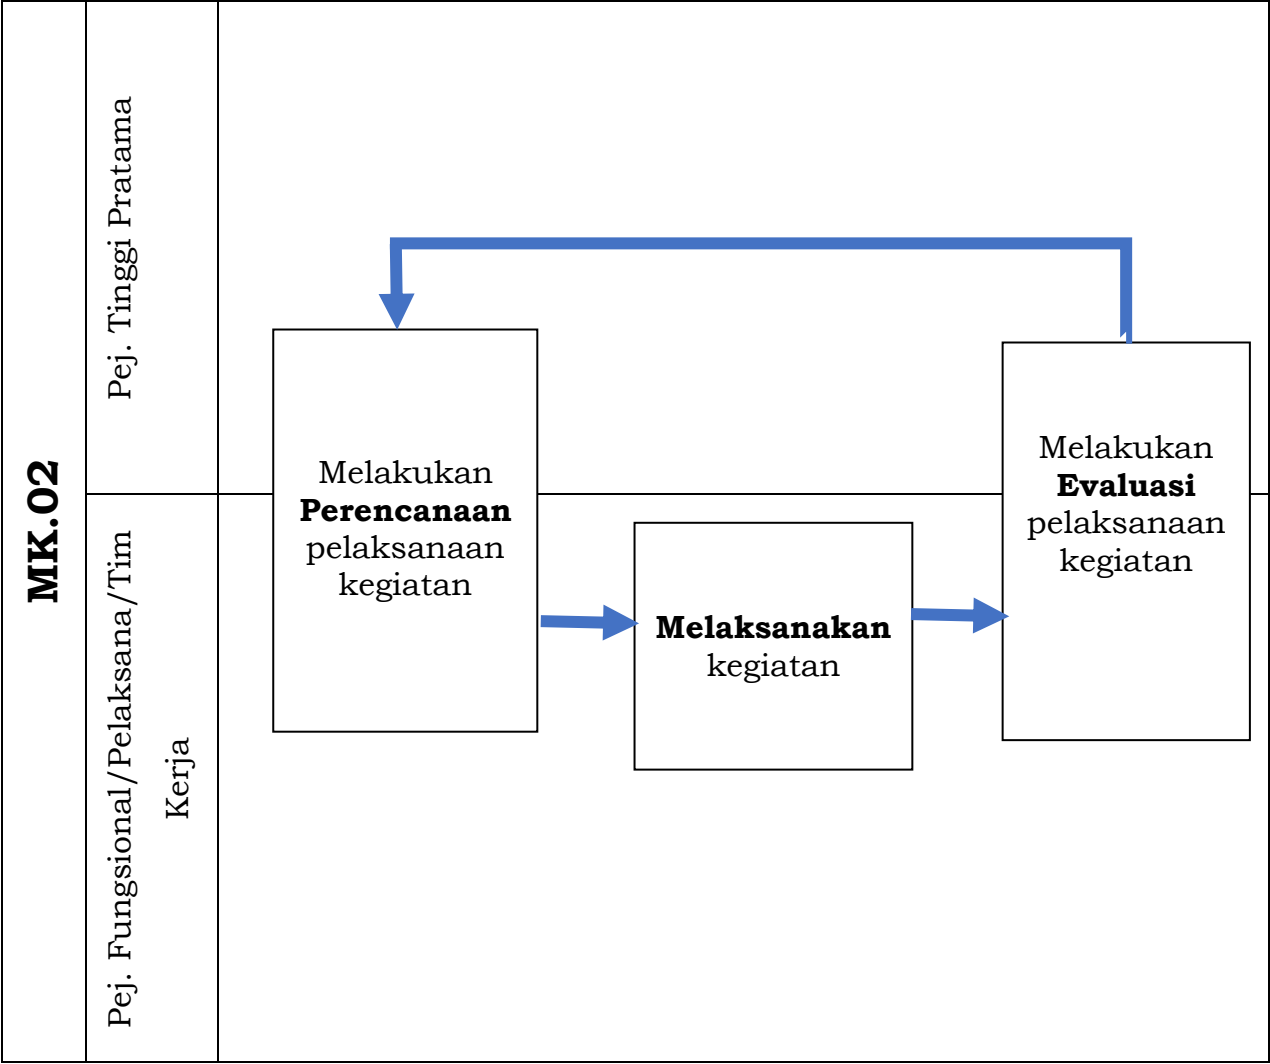 MK.02
Pej. Tinggi Pratama
Pej. Fungsional/Pelaksana/Tim
Kerja
Melakukan
Perencanaan
pelaksanaan
kegiatan
Melaksanakan
kegiatan
Melakukan
Evaluasi
pelaksanaan
kegiatan